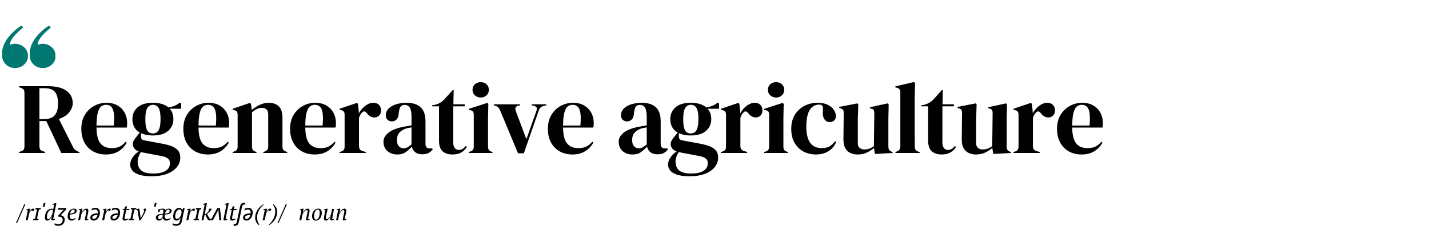 “
Regenerative agriculture
/rɪˈdʒenərətɪv ˈæɡrɪkʌltʃə(r)/ noun